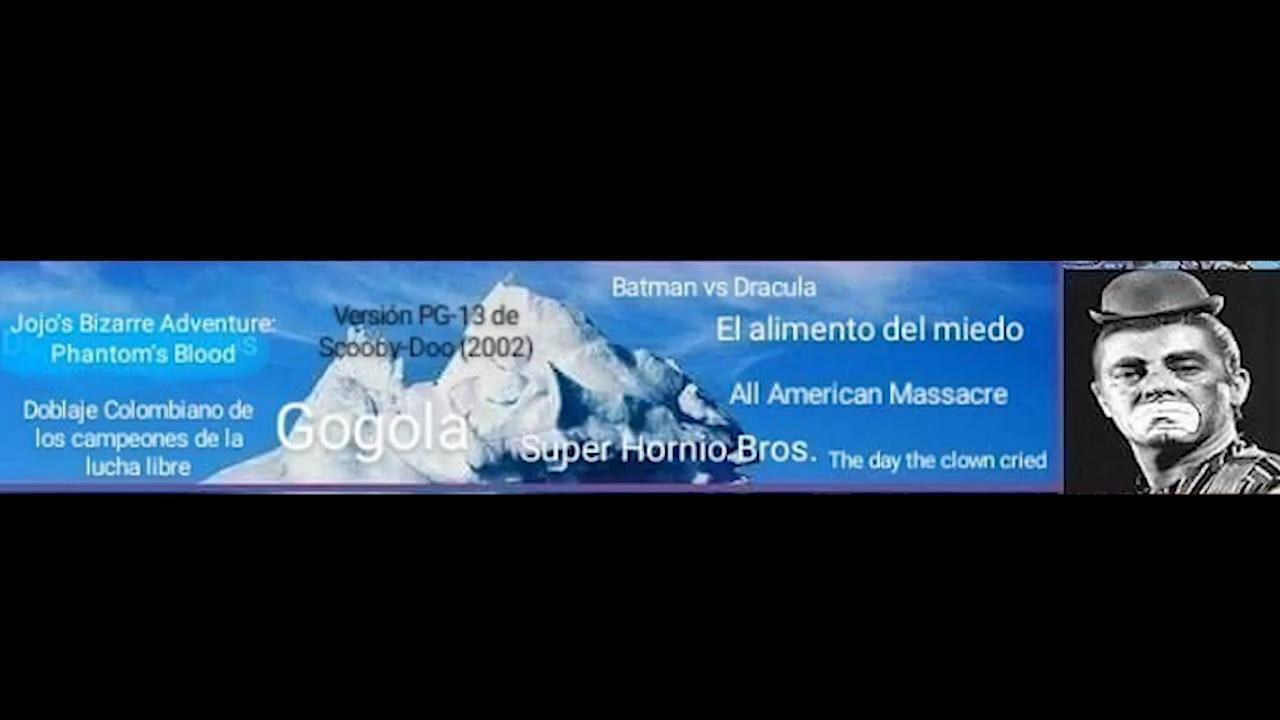 Batman vs Dracula
Jojo's Bizarre Adventure:
Phantom's Blood
Versión PG-13 de
Scooby-Doo (2002)
El alimento del miedo
All American Massacre
Doblaje Colombiano de
los campeones de la
lucha libre
Gogola
Super Hornio Bros.
The day the clown cried